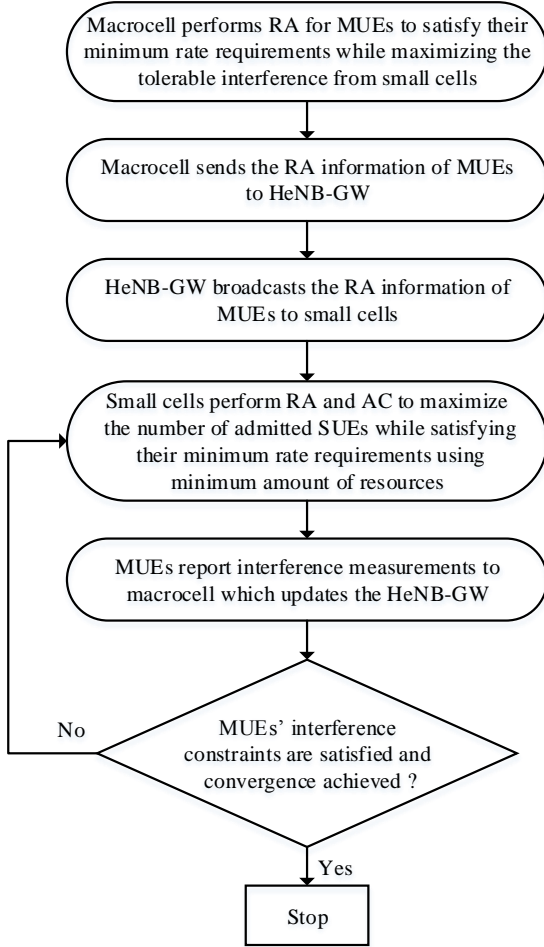 Macrocell performs RA for MUEs to satisfy their
minimum rate requirements while maximizing the
tolerable interference from small cells
Macrocell sends the RA information of MUEs
to HeNB-GW
HeNB-GW broadcasts the RA information of
MUEs to small cells
Small cells perform RA and AC to maximize
the number of admitted SUEs while satisfying
their minimum rate requirements using
minimum amount of resources
MUEs report interference measurements to
macrocell which updates the HeNB-GW
No
MUEs’ interference
constraints are satisfied and
convergence achieved ?
Yes
Stop